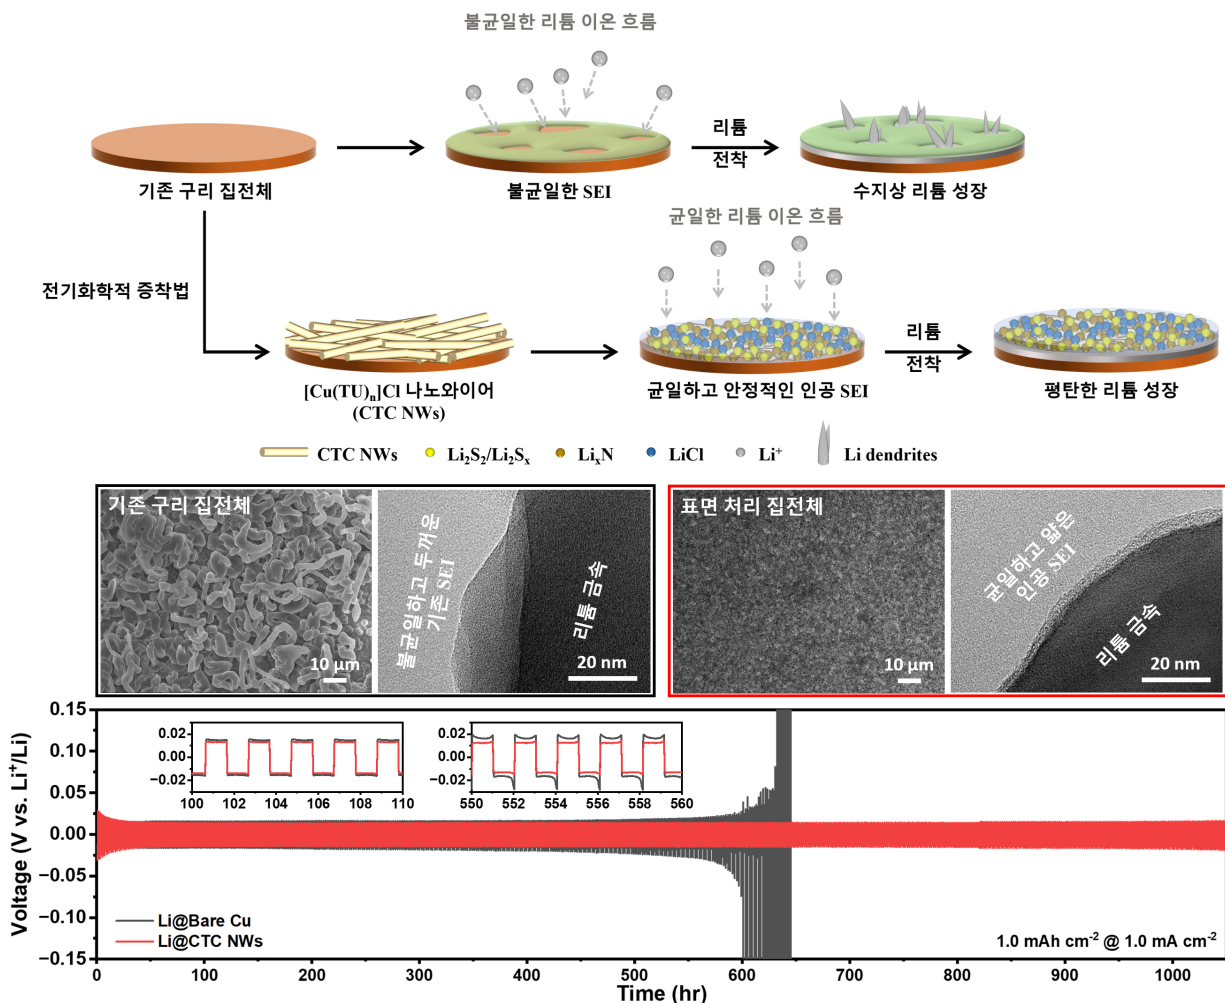 불균일한 리튬 이온 흐름
리튬
전착
기존 구리 집전체
불균일한 SEI
수지상 리튬 성장
균일한 리튬 이온 흐름
전기화학적 증착법
리튬
전착
[Cu(TU)ₙ]Cl 나노와이어
(CTC NWs)
균일하고 안정적인 인공 SEI
평탄한 리튬 성장
CTC NWs
Li₂S₂/Li₂Sₓ
LiₓN
LiCl
Li⁺
Li dendrites
기존 구리 집전체
10 μm
불균일하고 두꺼운
기존 SEI
리튬 금속
20 nm
표면 처리 집전체
10 μm
균일하고 얇은
인공 SEI
리튬 금속
20 nm
Voltage (V vs. Li⁺/Li)
0.15
0.10
0.05
0.00
−0.05
−0.10
−0.15
0.02
0.00
−0.02
100 102 104 106 108 110
0.02
0.00
−0.02
550 552 554 556 558 560
Li@Bare Cu
Li@CTC NWs
1.0 mAh cm⁻² @ 1.0 mA cm⁻²
0 100 200 300 400 500 600 700 800 900 1000
Time (hr)